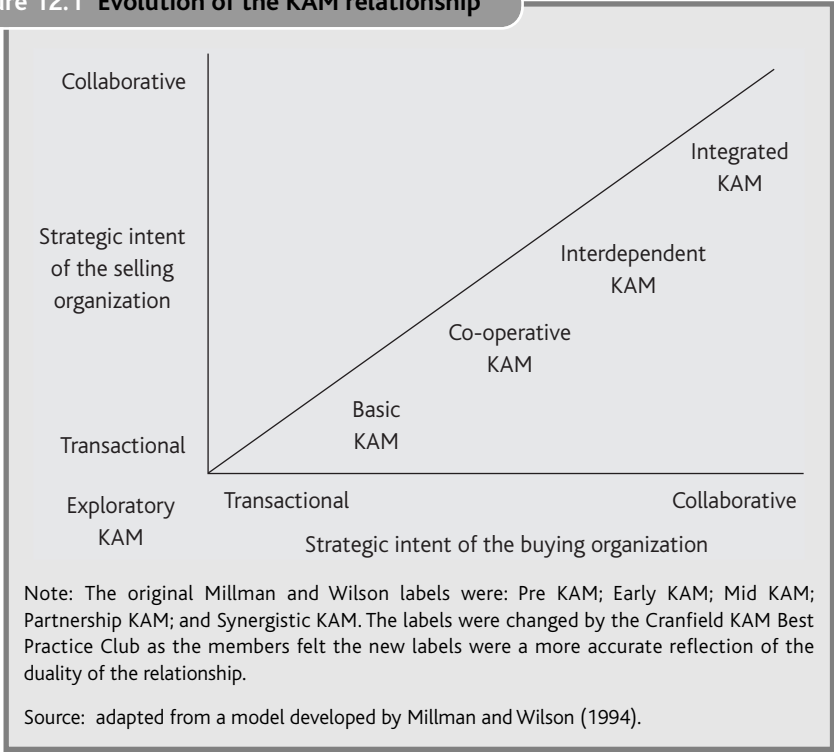 12.1 Evolution of the KAM relationship
Collaborative
Integrated
KAM
Strategic intent
of the selling
organization
Interdependent
KAM
Co-operative
KAM
Basic
KAM
Transactional
Exploratory
KAM
Transactional
Collaborative
Strategic intent of the buying organization
Note: The original Millman and Wilson labels were: Pre KAM; Early KAM; Mid KAM;
Partnership KAM; and Synergistic KAM. The labels were changed by the Cranfield KAM Best
Practice Club as the members felt the new labels were a more accurate reflection of the
duality of the relationship.
Source: adapted from a model developed by Millman and Wilson (1994).